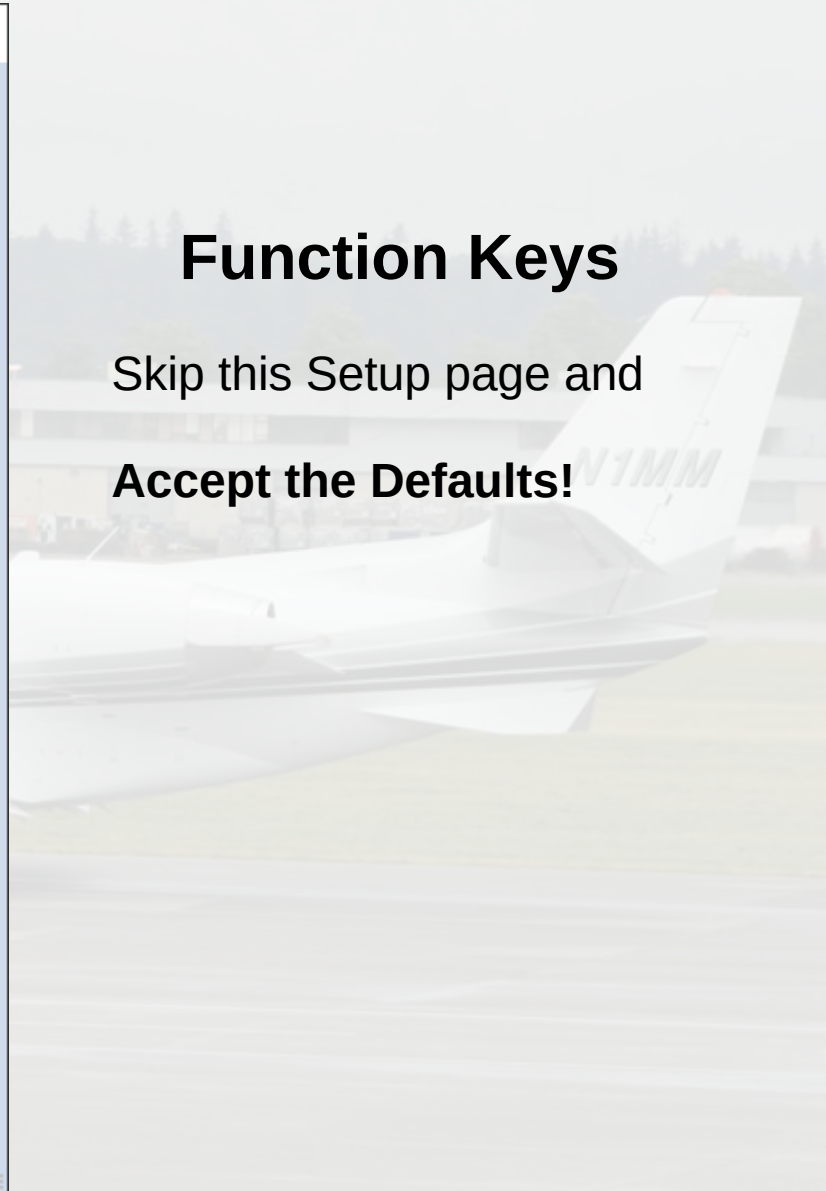 Function Keys
Skip this Setup page and
Accept the Defaults!
N1MM